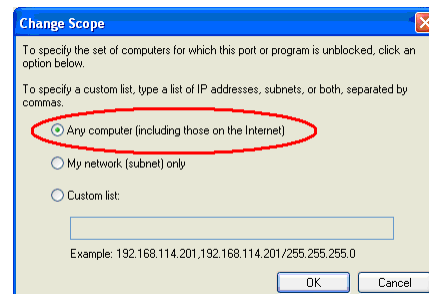 Change Scope
To specify the set of computers for which this port or program is unblocked, click an
option below.
To specify a custom list, type a list of IP addresses, subnets, or both, separated by
commas.
Any computer (including those on the Internet)
My network (subnet) only
Custom list:
Example: 192.168.114.201,192.168.114.201/255.255.255.0
OK
Cancel